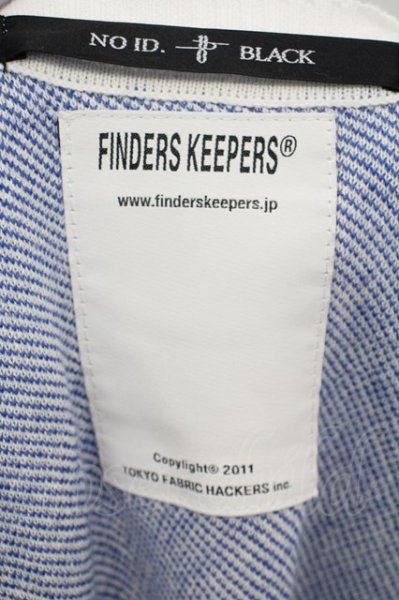 NO ID. BLACK
FINDERS KEEPERS®
www.finderskeepers.jp
Copyright® 2011
TOKYO FABRIC HACKERS inc.